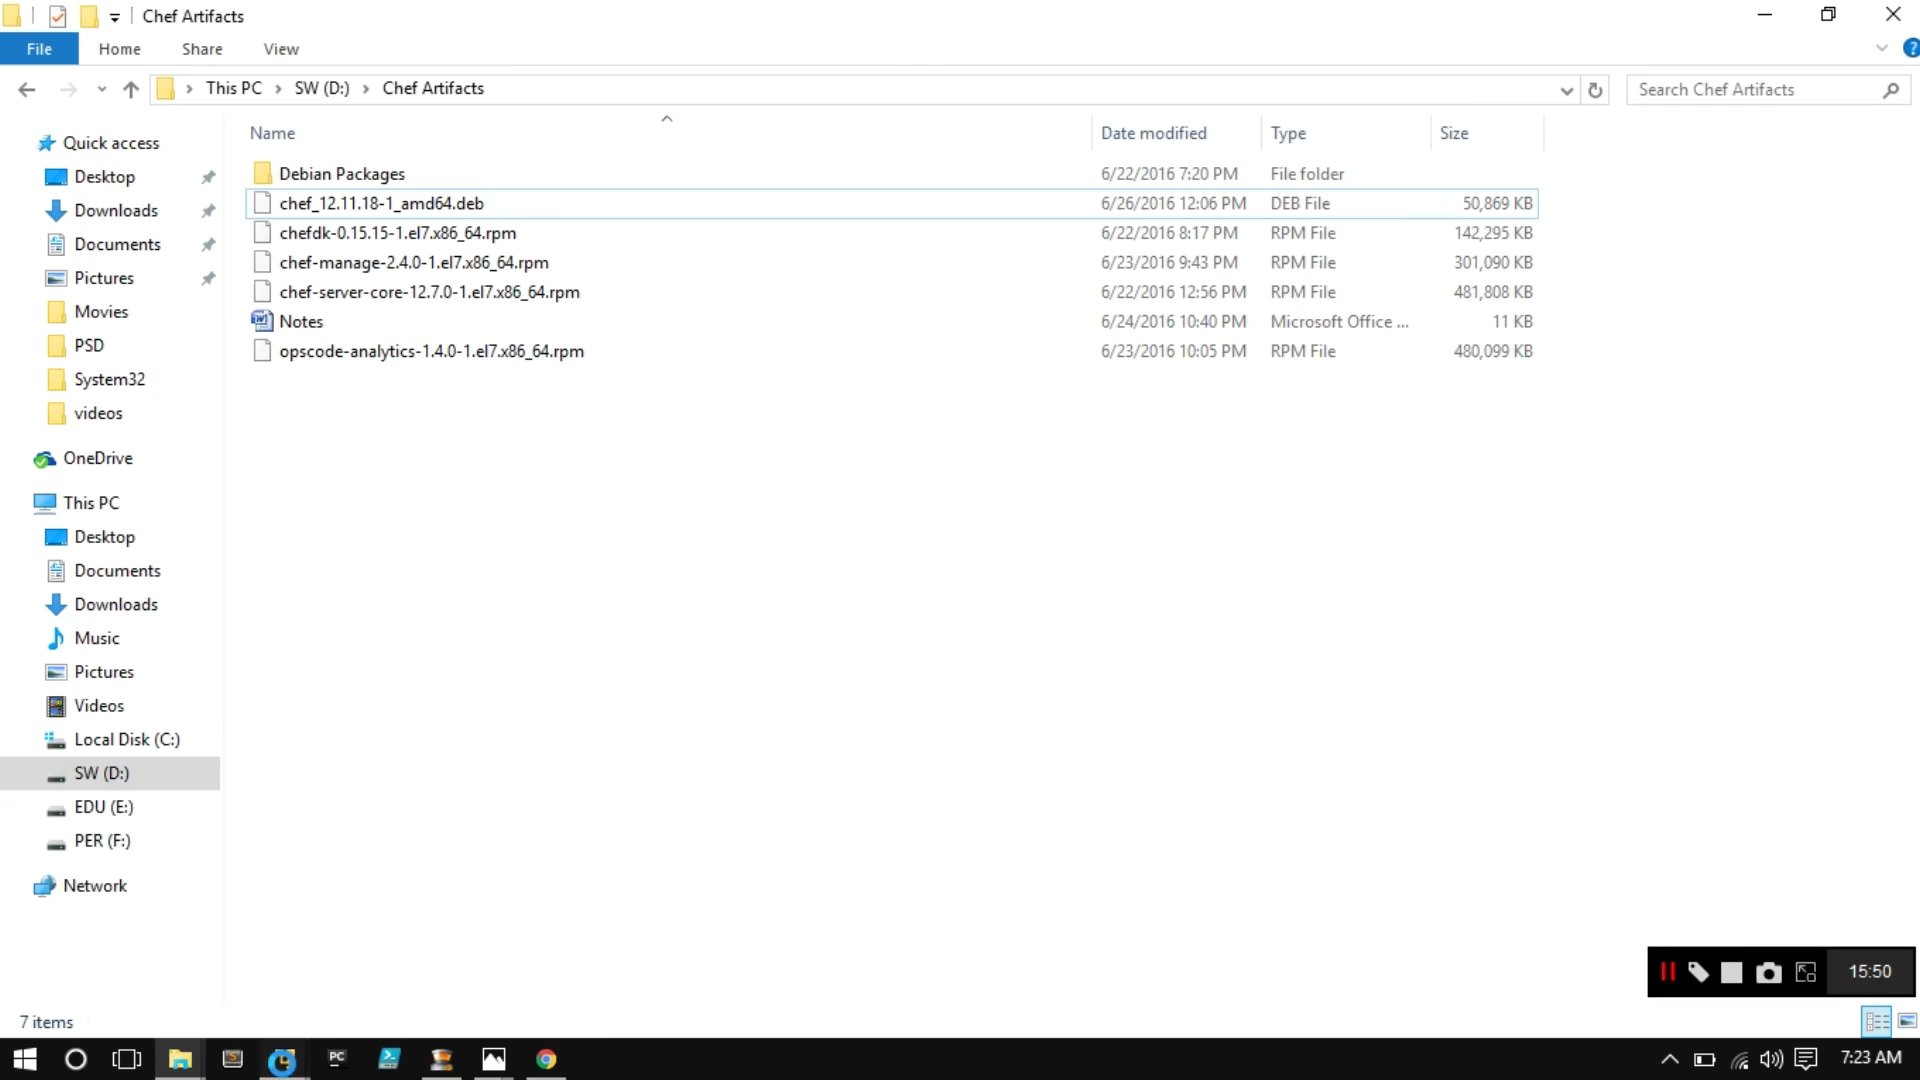 Chef Artifacts
File Home Share View
This PC SW (D:) Chef Artifacts Search Chef Artifacts
Name Date modified Type Size
Debian Packages 6/22/2016 7:20 PM File folder
chef_12.11.18-1_amd64.deb 6/26/2016 12:06 PM DEB File 50,869 KB
chefdk-0.15.15-1.el7.x86_64.rpm 6/22/2016 8:17 PM RPM File 142,295 KB
chef-manage-2.4.0-1.el7.x86_64.rpm 6/23/2016 9:43 PM RPM File 301,090 KB
chef-server-core-12.7.0-1.el7.x86_64.rpm 6/22/2016 12:56 PM RPM File 481,808 KB
Notes 6/24/2016 10:40 PM Microsoft Office ... 11 KB
opscode-analytics-1.4.0-1.el7.x86_64.rpm 6/23/2016 10:05 PM RPM File 480,099 KB
Quick access
Desktop
Downloads
Documents
Pictures
Movies
PSD
System32
videos
OneDrive
This PC
Desktop
Documents
Downloads
Music
Pictures
Videos
Local Disk (C:)
SW (D:)
EDU (E:)
PER (F:)
Network
15:50
7 items
PC
7:23 AM